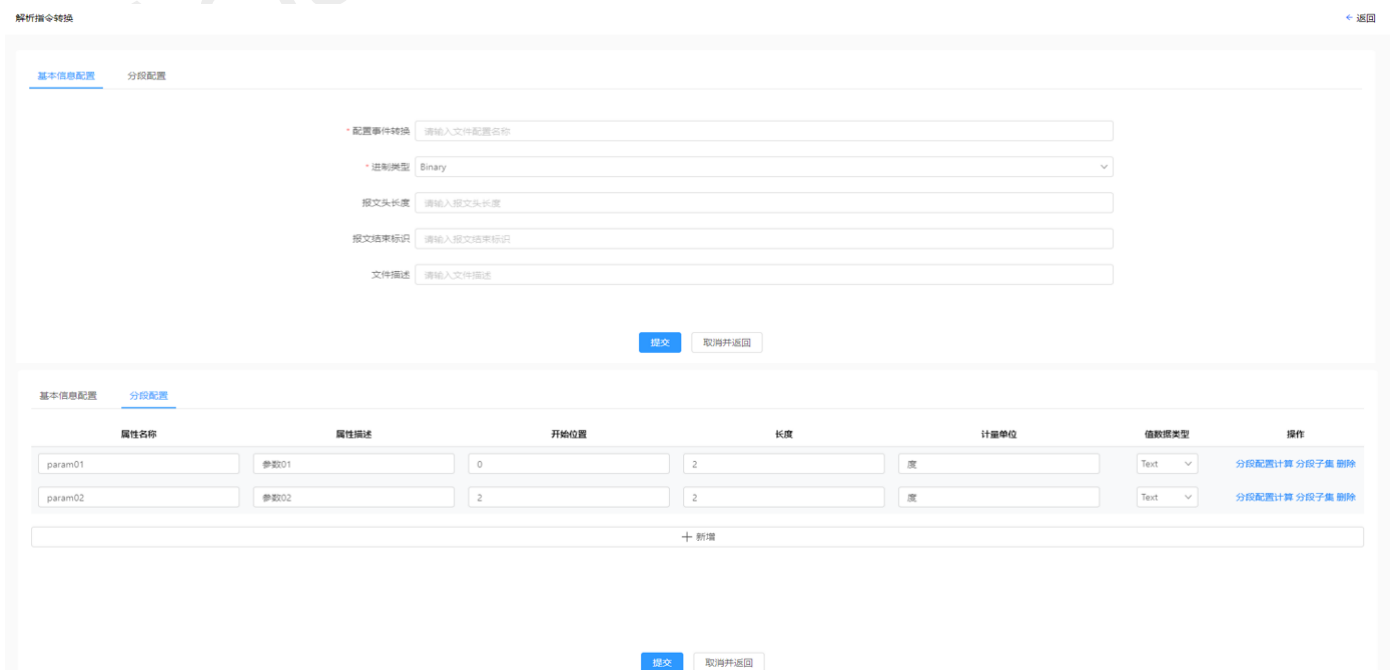 解析指令转换 ← 返回
基本信息配置 分段配置
* 配置事件转换 请输入文件配置名称
* 进制类型 Binary
报文头长度 请输入报文头长度
报文结束标识 请输入报文结束标识
文件描述 请输入文件描述
提交 取消并返回
基本信息配置 分段配置
属性名称 属性描述 开始位置 长度 计量单位 值数据类型 操作
param01 参数01 0 2 度 Text 分段配置计算 分段子集 删除
param02 参数02 2 2 度 Text 分段配置计算 分段子集 删除
+ 新增
提交 取消并返回